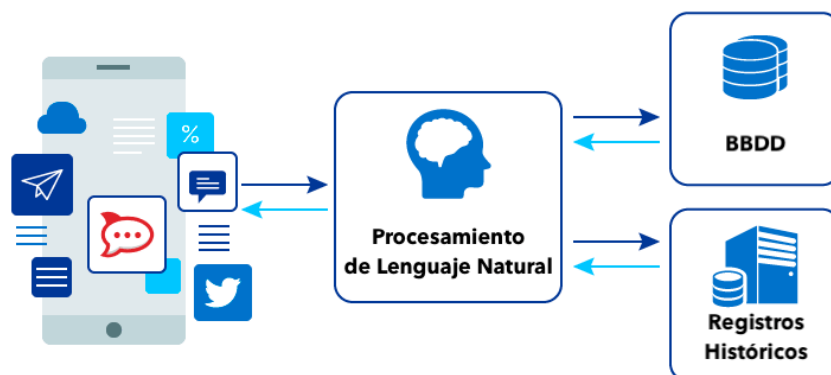 %
Procesamiento
de Lenguaje Natural
BBDD
Registros
Históricos